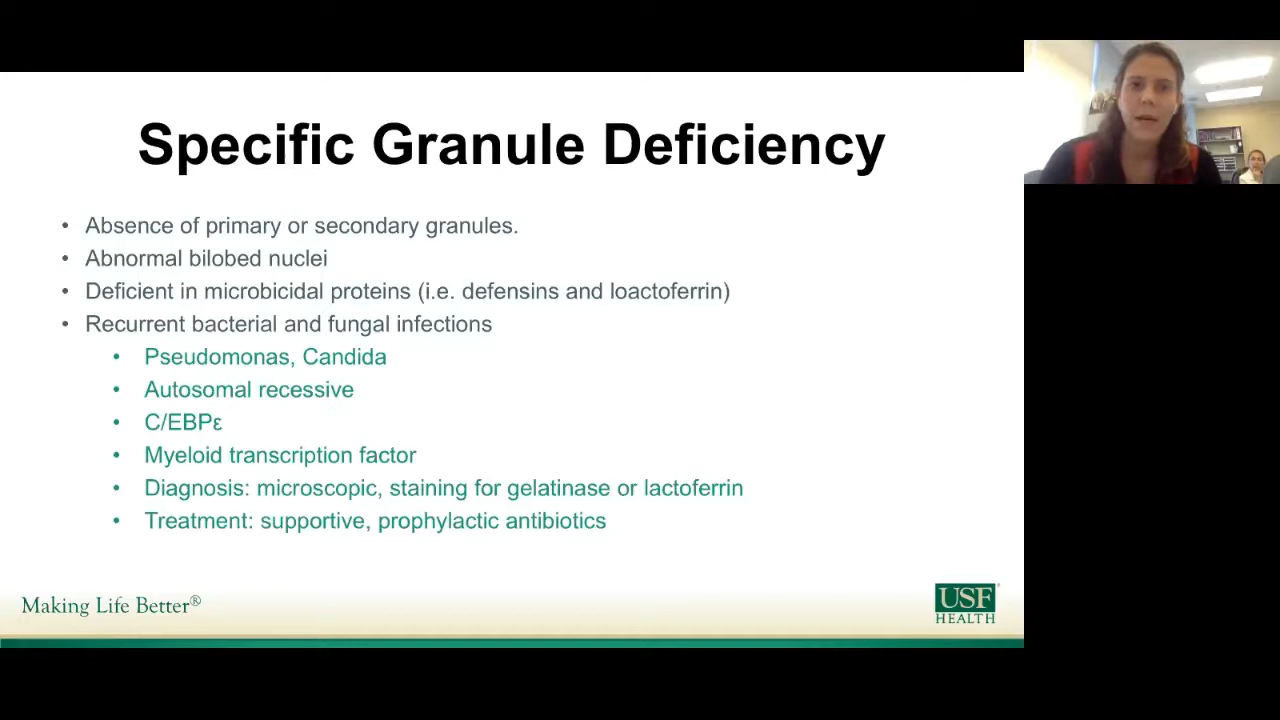 Specific Granule Deficiency
• Absence of primary or secondary granules.
• Abnormal bilobed nuclei
• Deficient in microbicidal proteins (i.e. defensins and loactoferrin)
• Recurrent bacterial and fungal infections
• Pseudomonas, Candida
• Autosomal recessive
• C/EBPε
• Myeloid transcription factor
• Diagnosis: microscopic, staining for gelatinase or lactoferrin
• Treatment: supportive, prophylactic antibiotics
Making Life Better®
USF
HEALTH